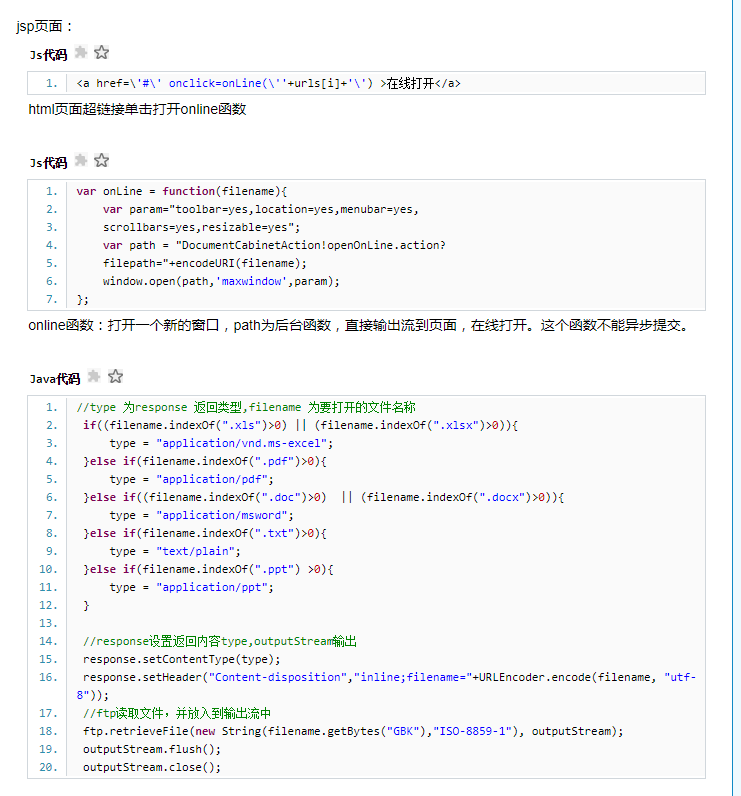 jsp页面：
Js代码
1. <a href=\'#\' onclick=onLine(\''+urls[i]+'\') >在线打开</a>
html页面超链接单击打开online函数
Js代码
1. var onLine = function(filename){
2. var param="toolbar=yes,location=yes,menubar=yes,
3. scrollbars=yes,resizable=yes";
4. var path = "DocumentCabinetAction!openOnLine.action?
5. filepath="+encodeURI(filename);
6. window.open(path,'maxwindow',param);
7. };
online函数：打开一个新的窗口，path为后台函数，直接输出流到页面，在线打开。这个函数不能异步提交。
Java代码
1. //type 为response 返回类型,filename 为要打开的文件名称
2. if((filename.indexOf(".xls")>0) || (filename.indexOf(".xlsx")>0)){
3. type = "application/vnd.ms-excel";
4. }else if(filename.indexOf(".pdf")>0){
5. type = "application/pdf";
6. }else if((filename.indexOf(".doc")>0)  || (filename.indexOf(".docx")>0)){
7. type = "application/msword";
8. }else if(filename.indexOf(".txt")>0){
9. type = "text/plain";
10. }else if(filename.indexOf(".ppt") >0){
11. type = "application/ppt";
12. }
13.
14. //response设置返回内容type,outputStream输出
15. response.setContentType(type);
16. response.setHeader("Content-disposition","inline;filename="+URLEncoder.encode(filename, "utf-
8"));
17. //ftp读取文件，并放入到输出流中
18. ftp.retrieveFile(new String(filename.getBytes("GBK"),"ISO-8859-1"), outputStream);
19. outputStream.flush();
20. outputStream.close();